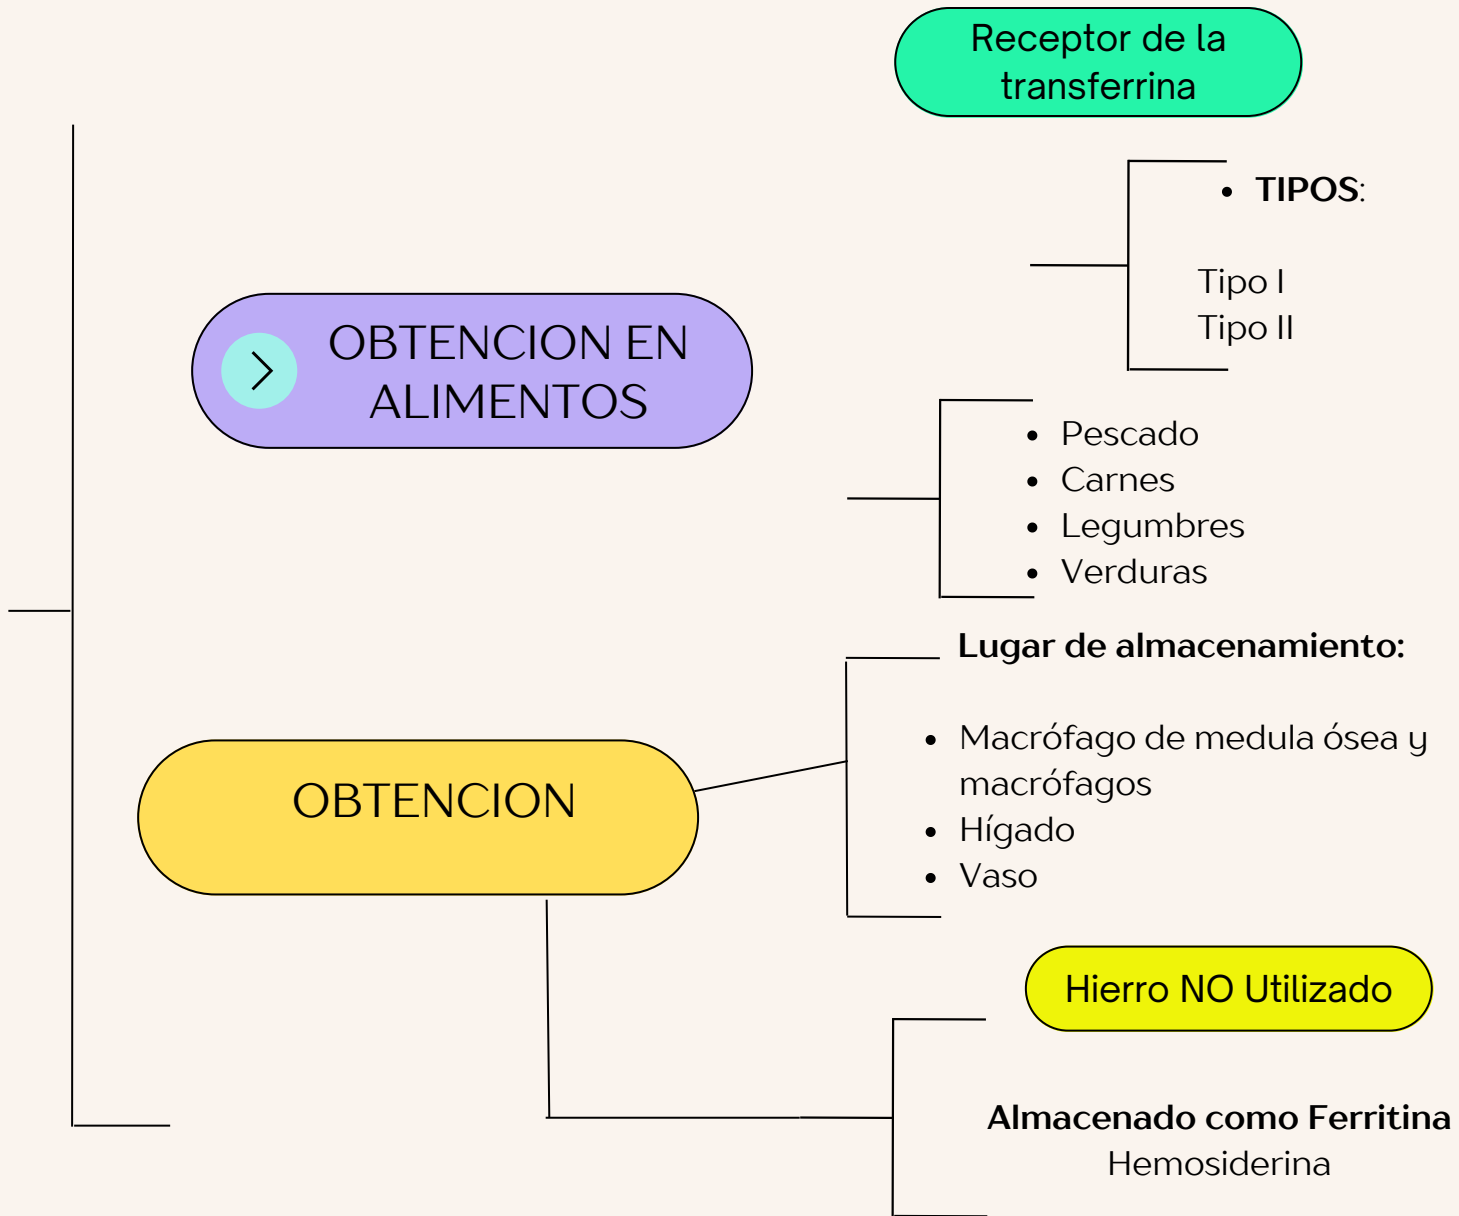 Receptor de la
transferrina
• TIPOS:
Tipo I
Tipo II
OBTENCION EN
ALIMENTOS
• Pescado
• Carnes
• Legumbres
• Verduras
OBTENCION
Lugar de almacenamiento:
• Macrófago de medula ósea y
macrófagos
• Hígado
• Vaso
Hierro NO Utilizado
Almacenado como Ferritina
Hemosiderina